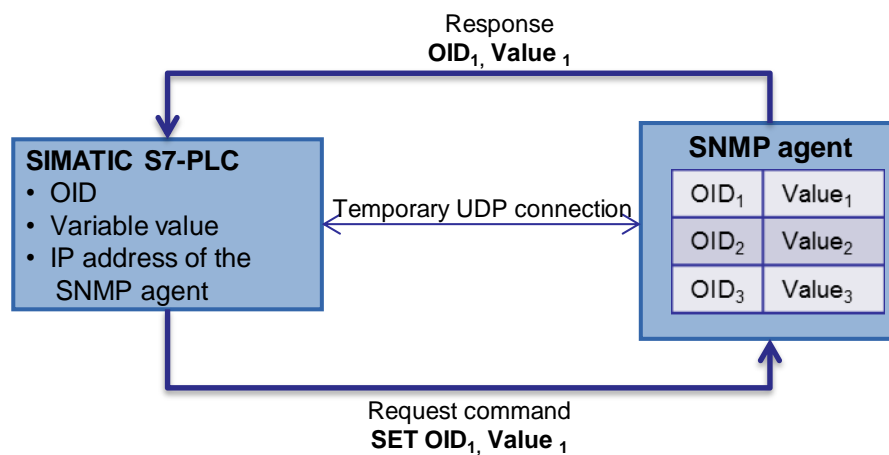 Response
OID₁, Value ₁
SIMATIC S7-PLC
• OID
• Variable value
• IP address of the
SNMP agent
Temporary UDP connection
SNMP agent
OID₁ Value₁
OID₂ Value₂
OID₃ Value₃
Request command
SET OID₁, Value ₁